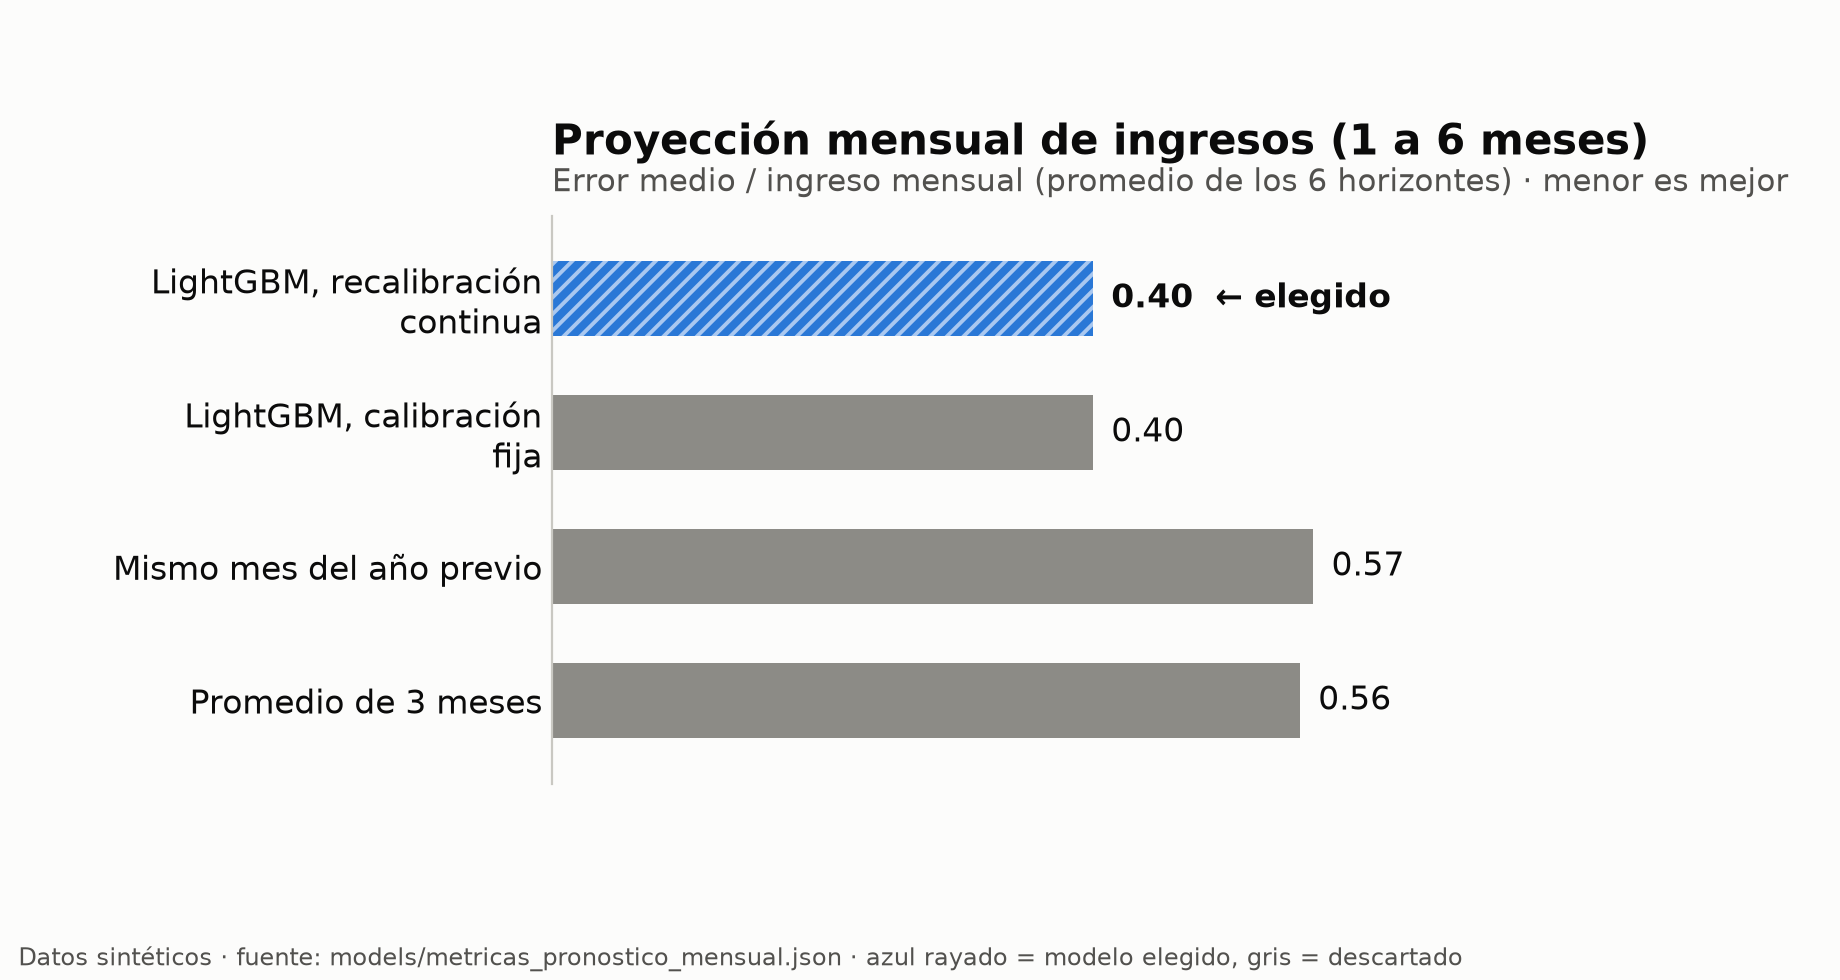 Proyección mensual de ingresos (1 a 6 meses)
Error medio / ingreso mensual (promedio de los 6 horizontes) · menor es mejor
LightGBM, recalibración
continua
0.40 ← elegido
LightGBM, calibración
fija
0.40
Mismo mes del año previo
0.57
Promedio de 3 meses
0.56
Datos sintéticos · fuente: models/metricas_pronostico_mensual.json · azul rayado = modelo elegido, gris = descartado